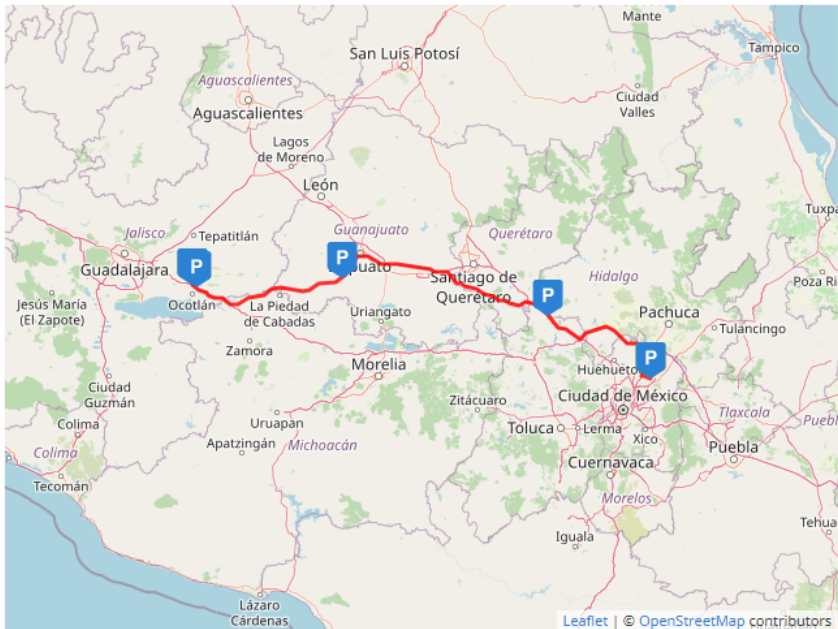 Mante
Tampico
San Luis Potosí
Aguascalientes
Aguascalientes
Ciudad
Valles
Lagos
de Moreno
León
Tuxpa
Jalisco
Tepatitlán
Guanajuato
Querétaro
P
P
Guadalajara
Santiago de
Querétaro
Hidalgo
Poza Ric
Jesús María
(El Zapote)
Ocotlán
La Piedad
de Cabadas
Uriangato
P
Pachuca
Tulancingo
Zamora
Morelia
Huehueto
P
Ciudad
Guzmán
Zitácuaro
Ciudad de México
Colima
Colima
Uruapan
Toluca
Lerma
Xico
Tlaxcala
Puebl
Apatzingán
Michoacán
Puebla
Cuernavaca
Tecomán
Morelos
Tehua
Iguala
Lázaro
Cárdenas
Leaflet | © OpenStreetMap contributors